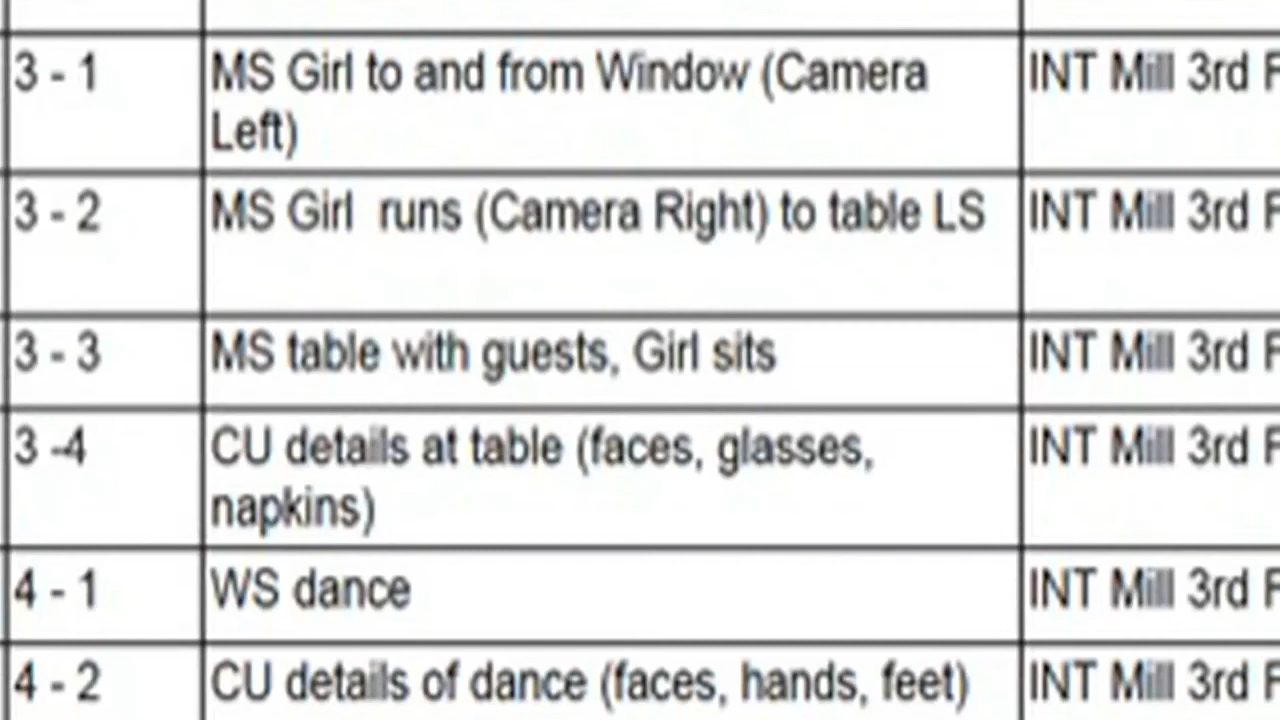 3 - 1 MS Girl to and from Window (Camera INT Mill 3rd F
Left)
3 - 2 MS Girl runs (Camera Right) to table LS INT Mill 3rd F
3 - 3 MS table with guests, Girl sits INT Mill 3rd F
3 -4 CU details at table (faces, glasses, INT Mill 3rd F
napkins)
4 - 1 WS dance INT Mill 3rd F
4 - 2 CU details of dance (faces, hands, feet) INT Mill 3rd F